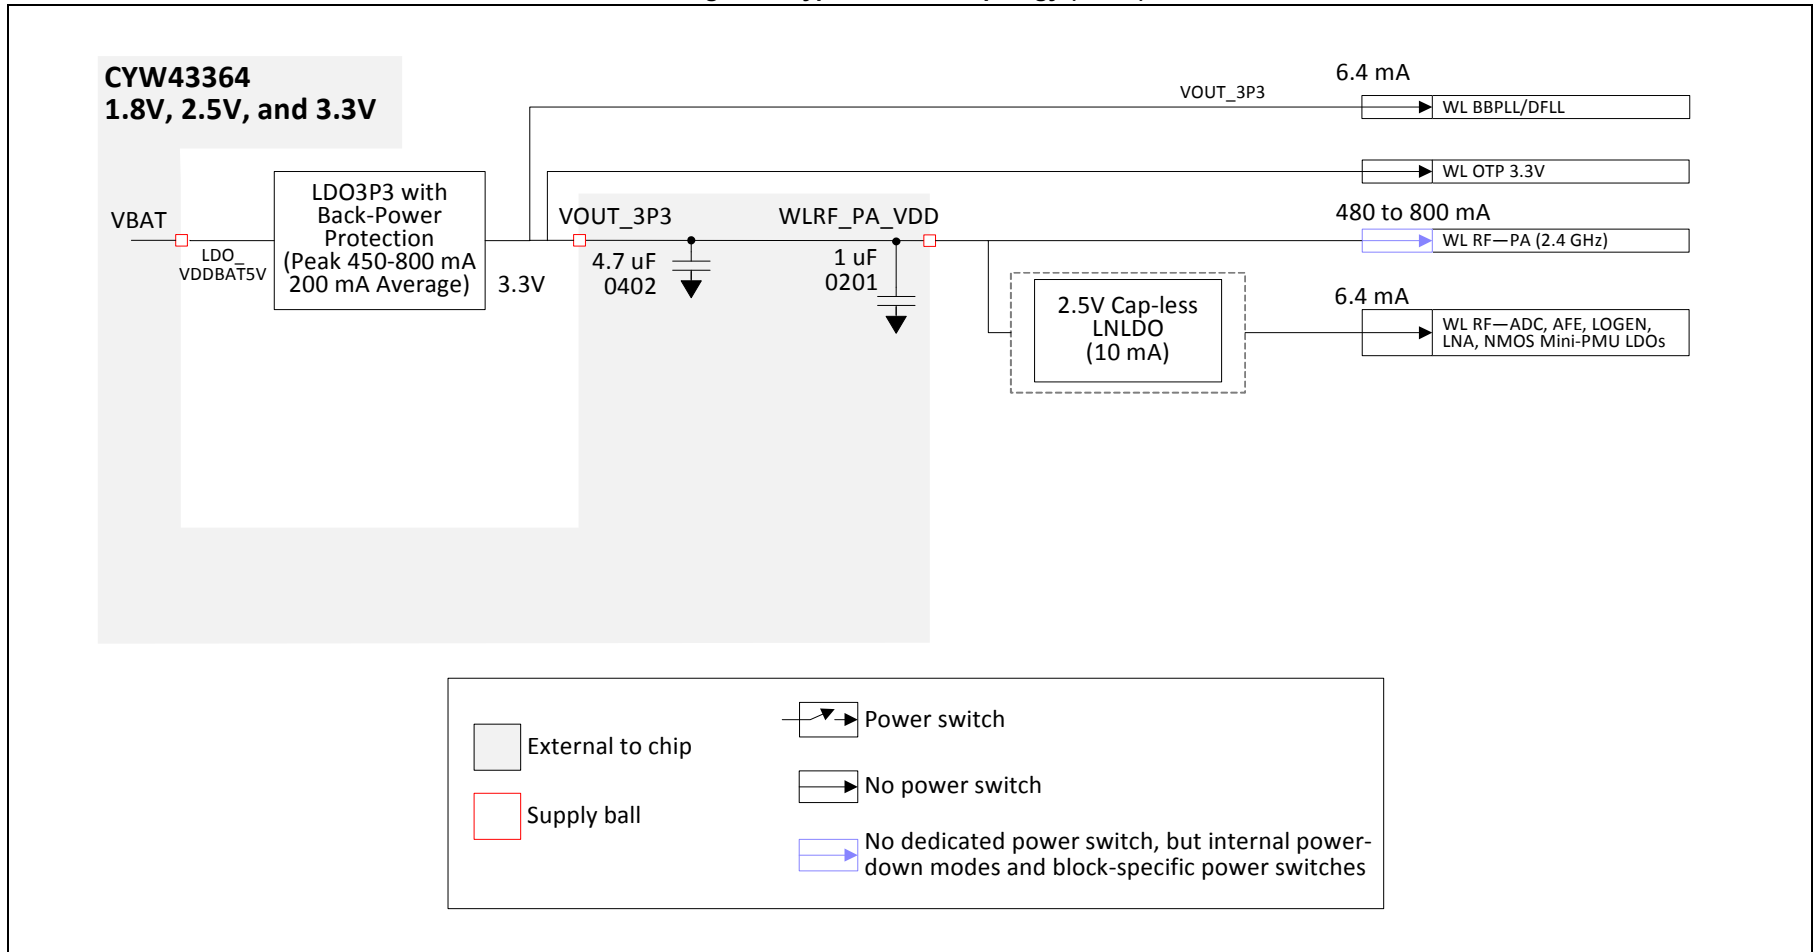 CYW43364
1.8V, 2.5V, and 3.3V
VOUT_3P3
6.4 mA
WL BBPLL/DFLL
WL OTP 3.3V
VBAT
LDO_
VDDBAT5V
LDO3P3 with
Back-Power
Protection
(Peak 450-800 mA
200 mA Average)
3.3V
VOUT_3P3
4.7 uF
0402
WLRF_PA_VDD
1 uF
0201
480 to 800 mA
WL RF—PA (2.4 GHz)
2.5V Cap-less
LNLDO
(10 mA)
6.4 mA
WL RF—ADC, AFE, LOGEN,
LNA, NMOS Mini-PMU LDOs
External to chip
Supply ball
Power switch
No power switch
No dedicated power switch, but internal power-
down modes and block-specific power switches